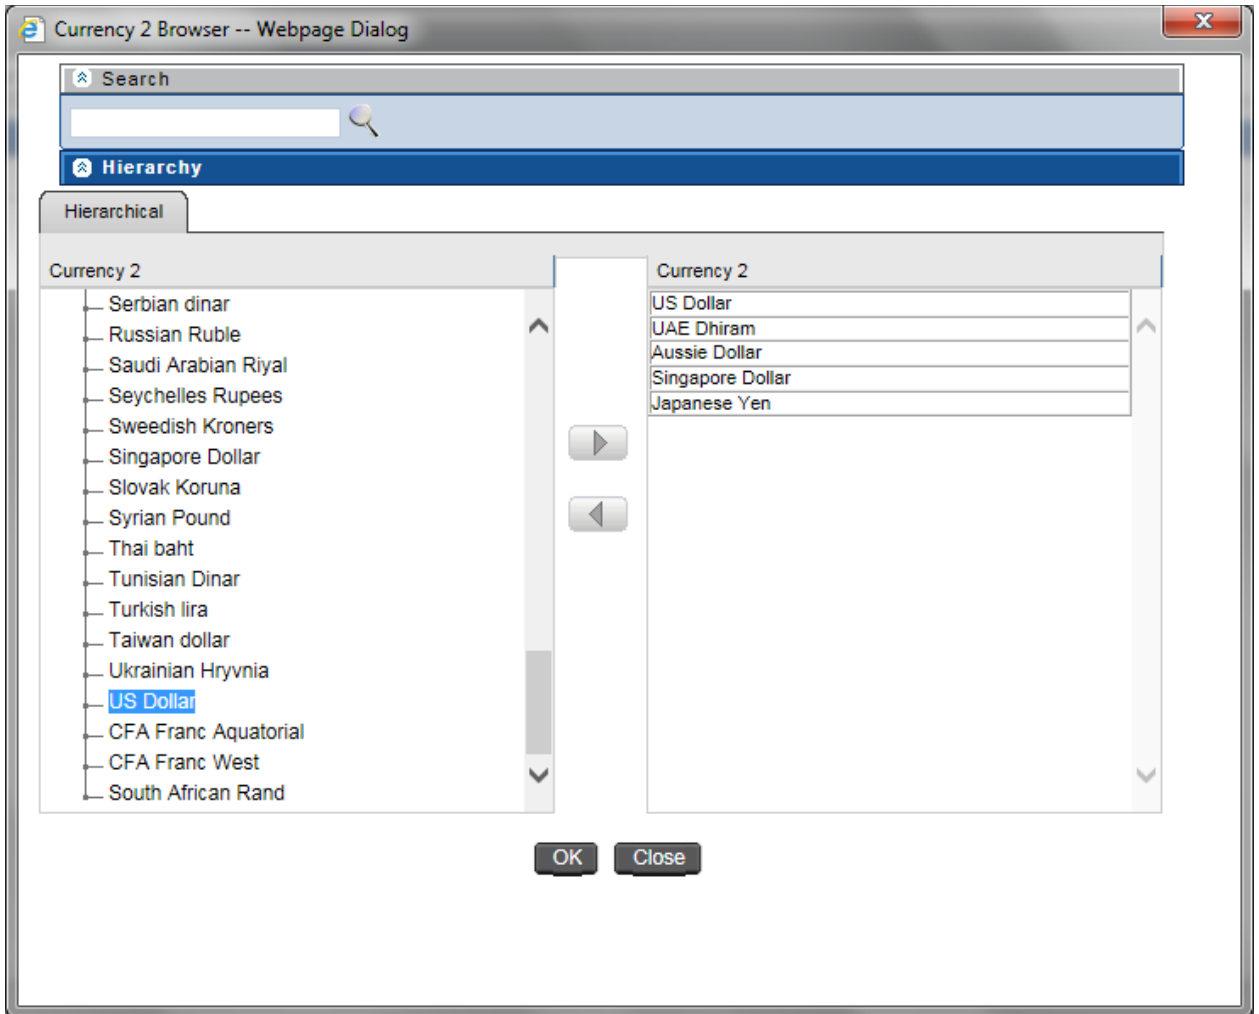 Currency 2 Browser -- Webpage Dialog
x
Search
Hierarchy
Hierarchical
Currency 2
Serbian dinar
Russian Ruble
Saudi Arabian Riyal
Seychelles Rupees
Sweedish Kroners
Singapore Dollar
Slovak Koruna
Syrian Pound
Thai baht
Tunisian Dinar
Turkish lira
Taiwan dollar
Ukrainian Hryvnia
US Dollar
CFA Franc Aquatorial
CFA Franc West
South African Rand
Currency 2
US Dollar
UAE Dhiram
Aussie Dollar
Singapore Dollar
Japanese Yen
OK
Close